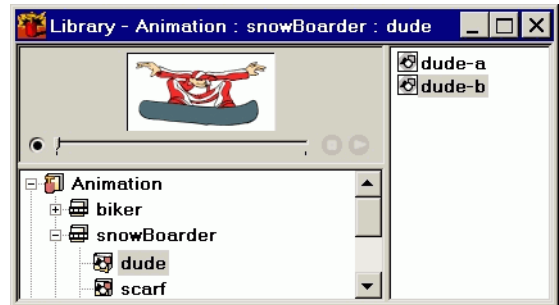 Library - Animation : snowBoarder : dude
dude-a
dude-b
Animation
biker
snowBoarder
dude
scarf